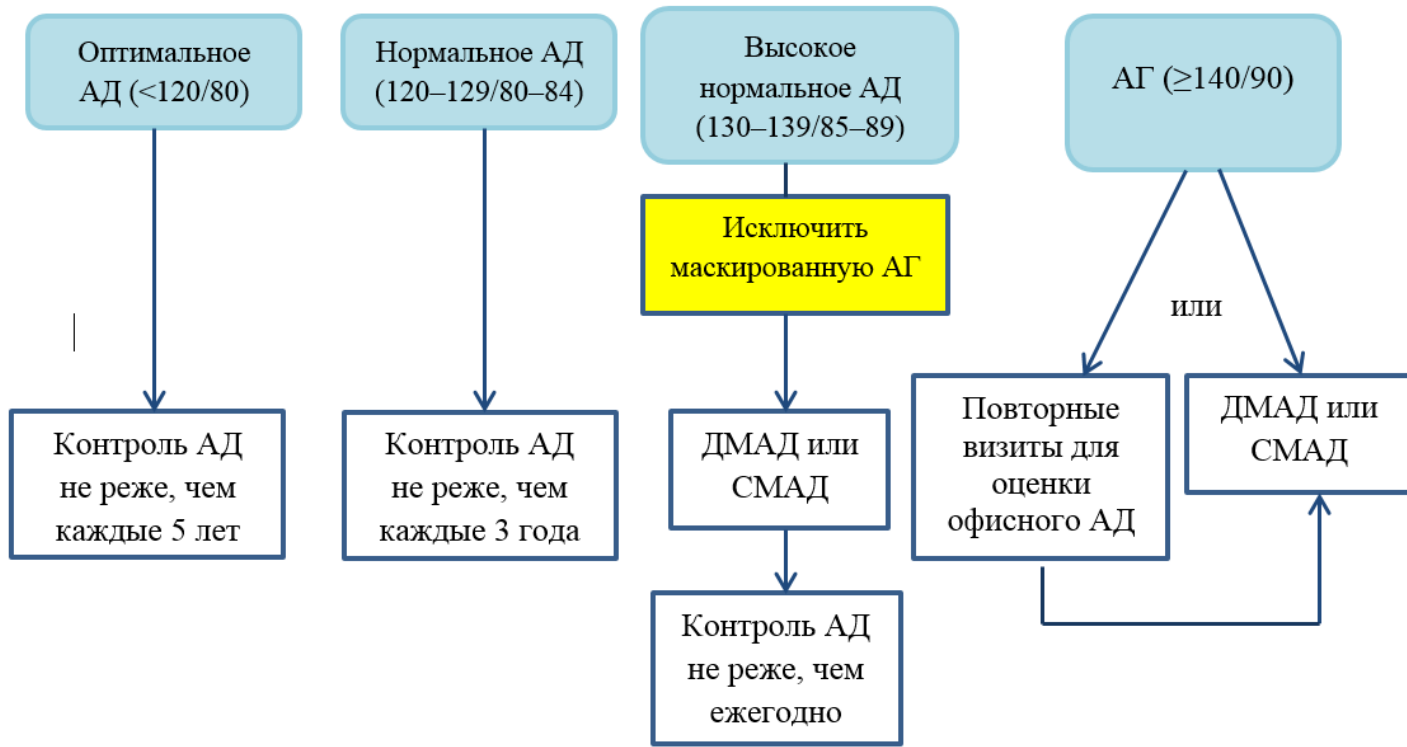 Оптимальное
АД (<120/80)
Нормальное АД
(120–129/80–84)
Высокое
нормальное АД
(130–139/85–89)
АГ (≥140/90)
Исключить
маскированную АГ
или
Контроль АД
не реже, чем
каждые 5 лет
Контроль АД
не реже, чем
каждые 3 года
ДМАД или
СМАД
Повторные
визиты для
оценки
офисного АД
ДМАД или
СМАД
Контроль АД
не реже, чем
ежегодно